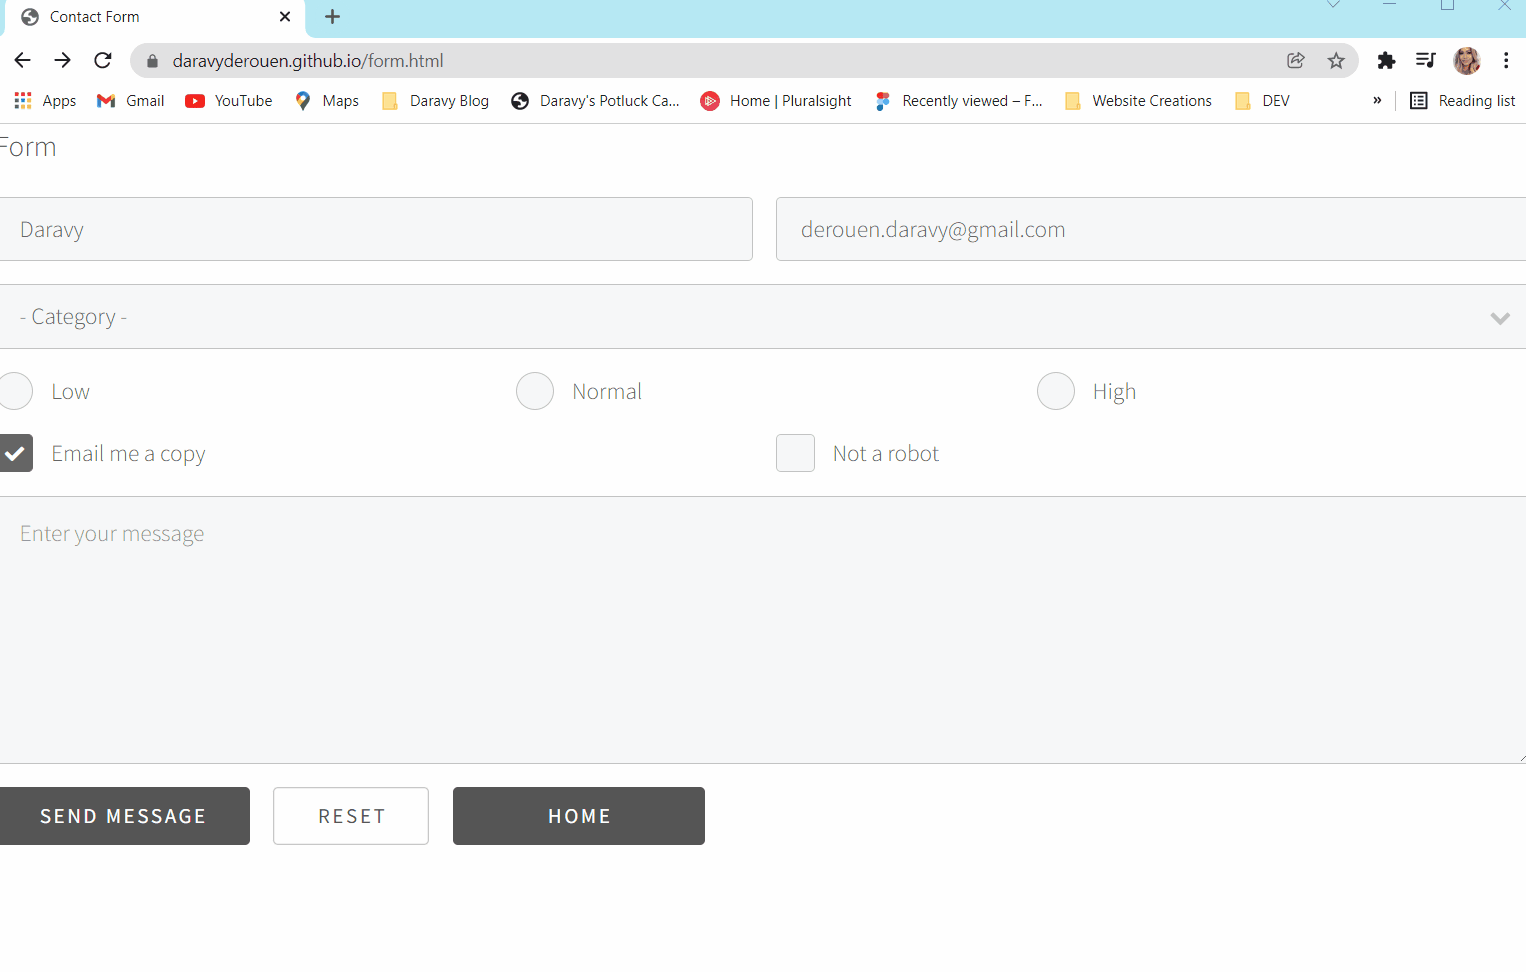 Contact Form
daravyderouen.github.io/form.html
Apps Gmail YouTube Maps Daravy Blog Daravy's Potluck Ca... Home | Pluralsight Recently viewed – F... Website Creations DEV » Reading list
Form
Daravy derouen.daravy@gmail.com
- Category -
Low Normal High
Email me a copy Not a robot
Enter your message
SEND MESSAGE RESET HOME